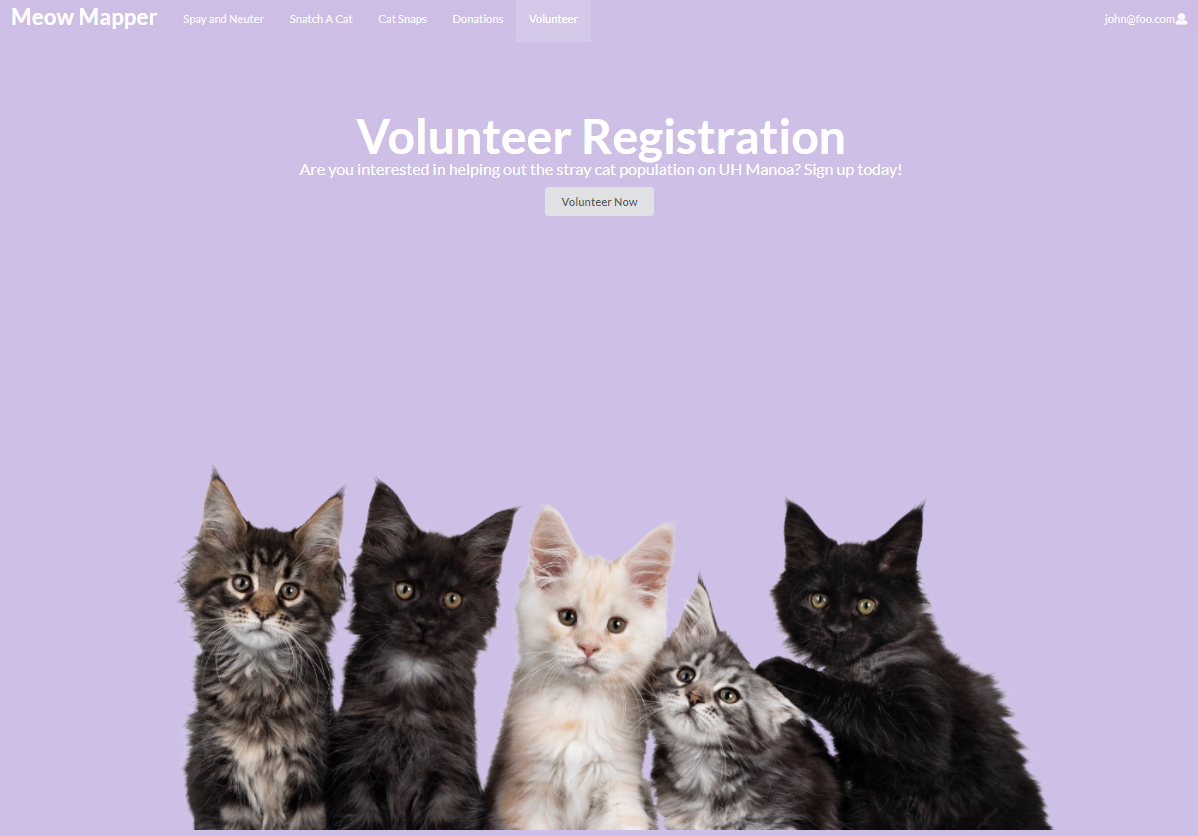 Meow Mapper Spay and Neuter Snatch A Cat Cat Snaps Donations Volunteer john@foo.com
Volunteer Registration
Are you interested in helping out the stray cat population on UH Manoa? Sign up today!
Volunteer Now